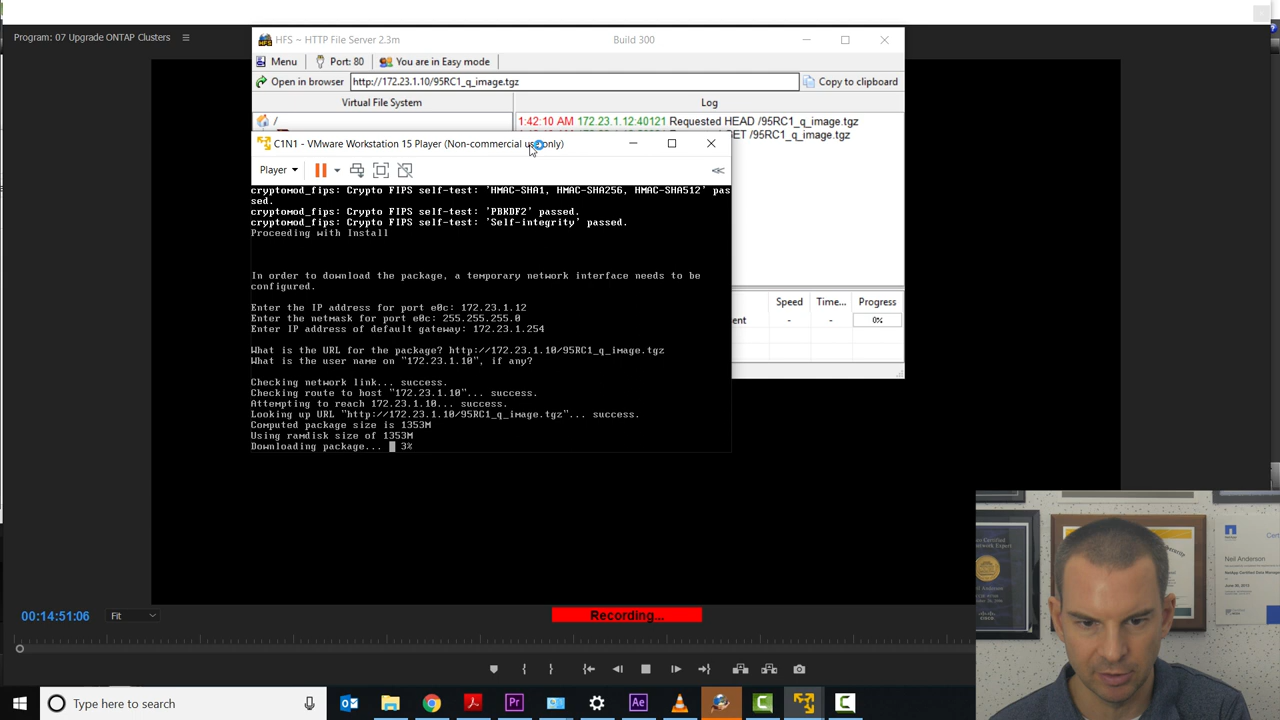 Program: 07 Upgrade ONTAP Clusters
HFS ~ HTTP File Server 2.3m
Build 300
Menu
Port: 80
You are in Easy mode
Open in browser
http://172.23.1.10/95RC1_q_image.tgz
Copy to clipboard
Virtual File System
Log
/
1:42:10 AM 172.23.1.12:40121 Requested HEAD /95RC1_q_image.tgz
/95RC1_q_image.tgz
C1N1 - VMware Workstation 15 Player (Non-commercial use only)
Player
cryptomod_fips: Crypto FIPS self-test: 'HMAC-SHA1, HMAC-SHA256, HMAC-SHA512' pas
sed.
cryptomod_fips: Crypto FIPS self-test: 'PBKDF2' passed.
cryptomod_fips: Crypto FIPS self-test: 'Self-integrity' passed.
Proceeding with Install
In order to download the package, a temporary network interface needs to be
configured.
Enter the IP address for port e0c: 172.23.1.12
Enter the netmask for port e0c: 255.255.255.0
Enter IP address of default gateway: 172.23.1.254
What is the URL for the package? http://172.23.1.10/95RC1_q_image.tgz
What is the user name on "172.23.1.10", if any?
Checking network link... success.
Checking route to host "172.23.1.10"... success.
Attempting to reach 172.23.1.10... success.
Looking up URL "http://172.23.1.10/95RC1_q_image.tgz"... success.
Computed package size is 1353M
Using ramdisk size of 1353M
Downloading package... 3%
Speed
Time...
Progress
ent
-
-
0%
Neil Anderson
00:14:51:06
Fit
Recording...
Type here to search